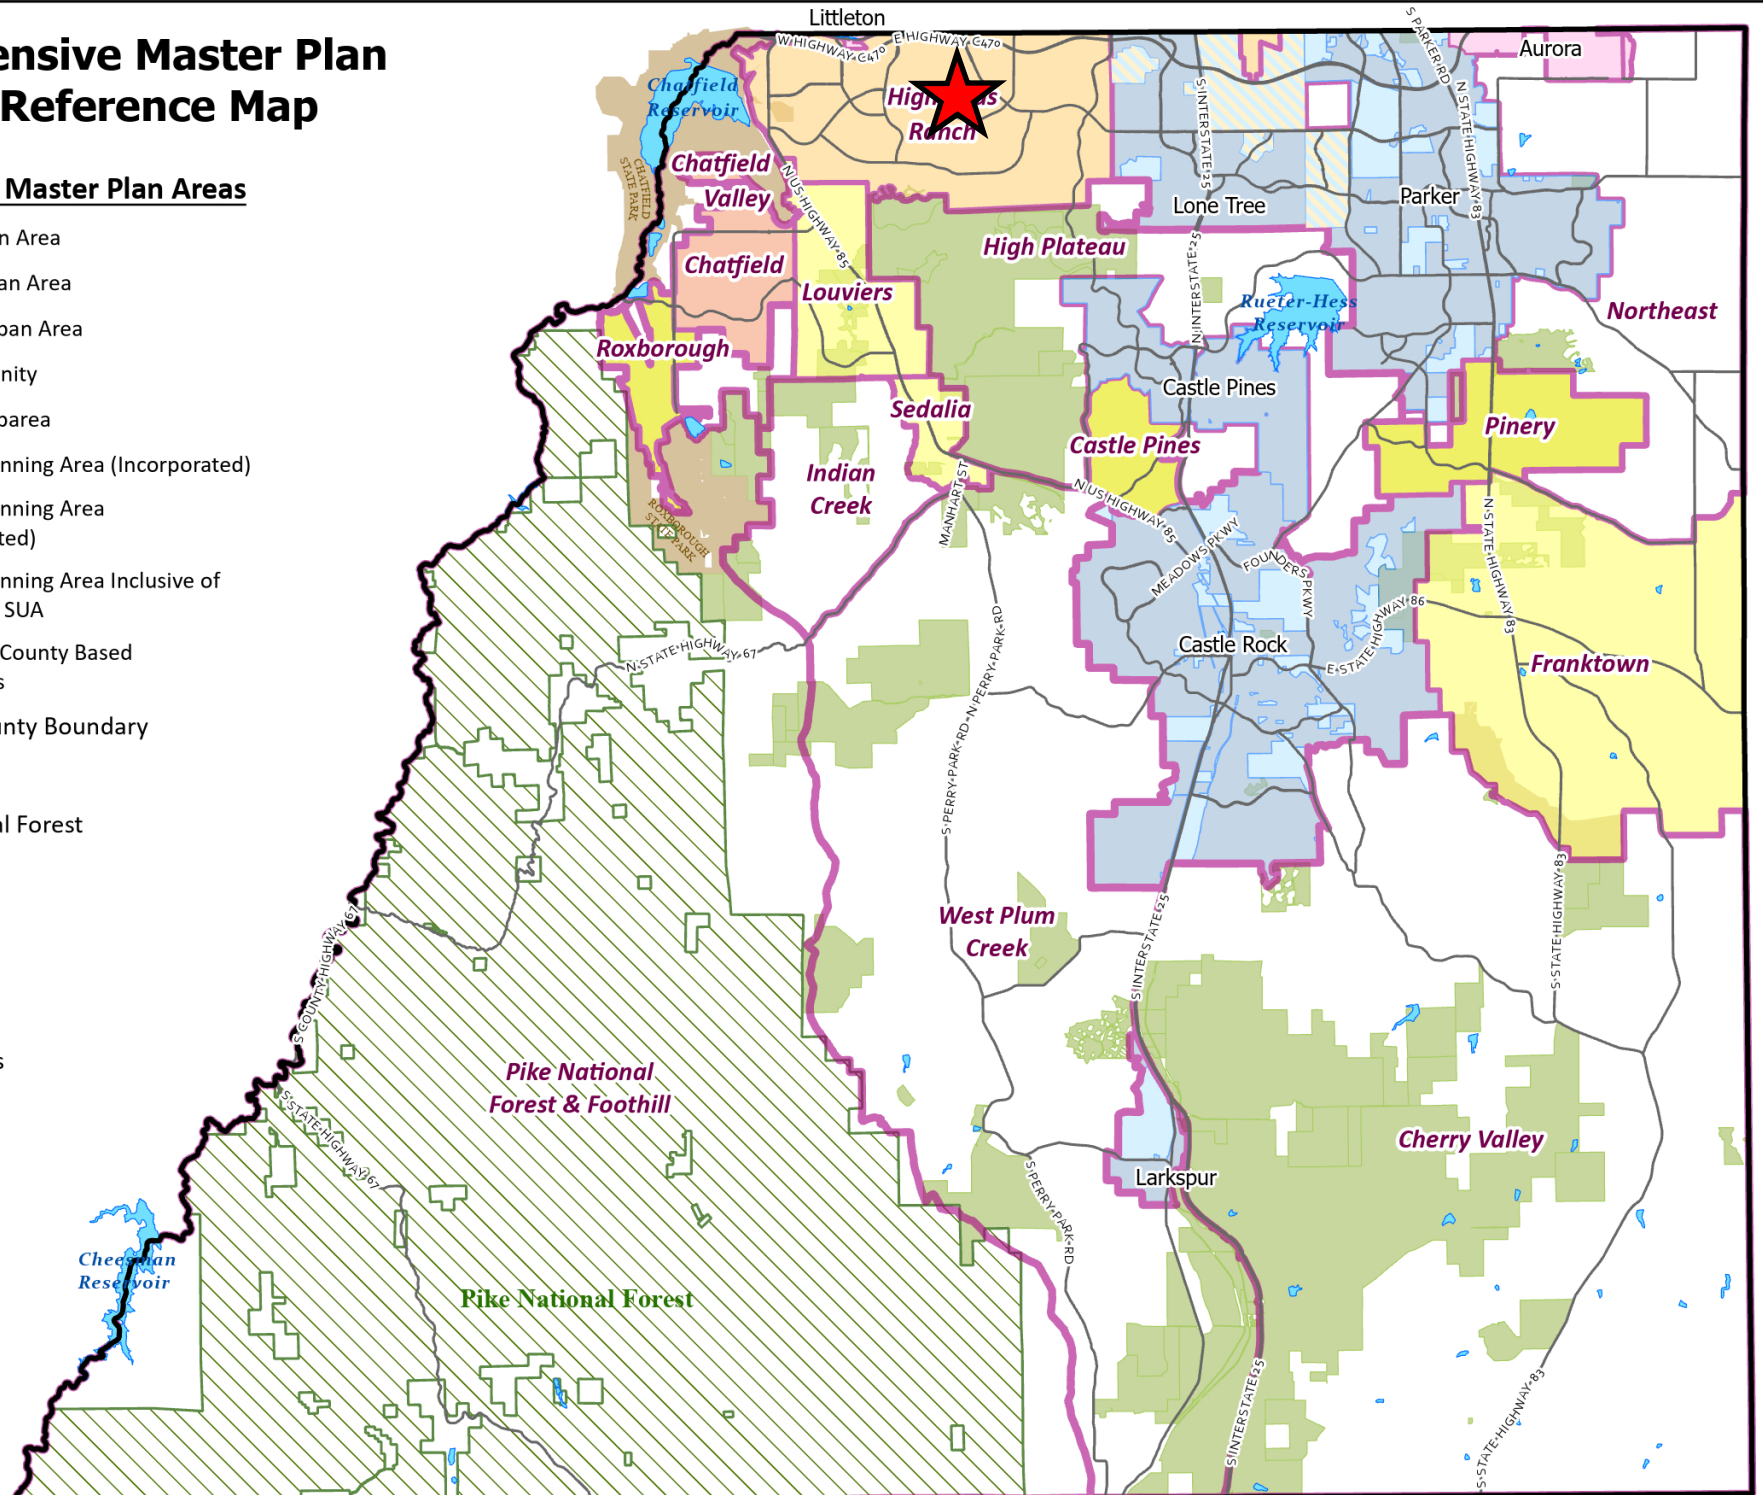 ensive Master Plan
Reference Map
Master Plan Areas
n Area
an Area
ban Area
nity
barea
nning Area (Incorporated)
nning Area
ted)
nning Area Inclusive of
SUA
County Based
s
unty Boundary
al Forest
s
Littleton
W HIGHWAY C470
E HIGHWAY C470
S PARKER RD
Aurora
Chatfield
Reservoir
Ranch
CHATFIELD
STATE PARK
Chatfield
Valley
N US HIGHWAY 85
S INTERSTATE 25
N STATE HIGHWAY 83
Lone Tree
Parker
High Plateau
Chatfield
Louviers
N INTERSTATE 25
Rueter-Hess
Reservoir
Northeast
Roxborough
Castle Pines
Sedalia
Castle Pines
Pinery
Indian
Creek
MANHART ST
N US HIGHWAY 85
ROXBOROUGH
STATE PARK
MEADOWS PKWY
FOUNDERS PKWY
N STATE HIGHWAY 83
E STATE HIGHWAY 86
N STATE HIGHWAY 67
Castle Rock
Franktown
N PERRY PARK RD
S PERRY PARK RD
West Plum
Creek
S INTERSTATE 25
S STATE HIGHWAY 83
S COUNTY HIGHWAY 67
Pike National
Forest & Foothill
S STATE HIGHWAY 67
Cherry Valley
Larkspur
S PERRY PARK RD
Cheesman
Reservoir
Pike National Forest
S INTERSTATE 25
S STATE HIGHWAY 83